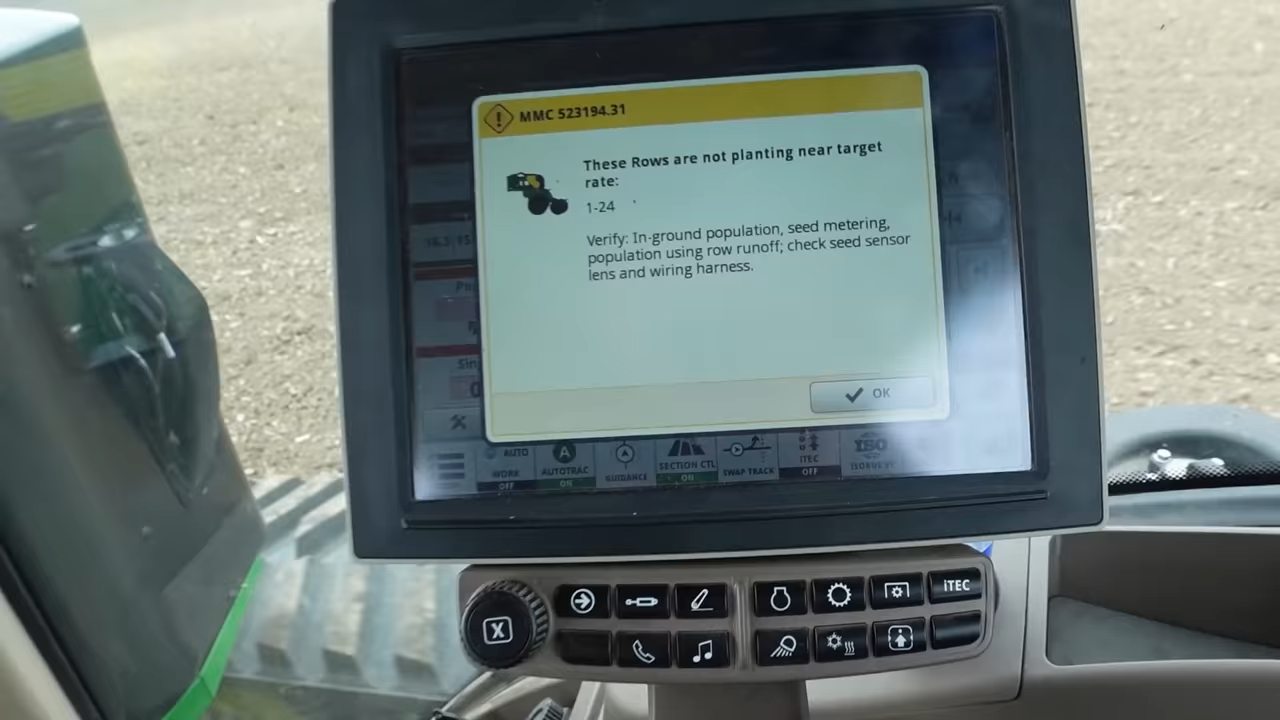 MMC 523194.31
These Rows are not planting near target
rate:
1-24
Verify: In-ground population, seed metering,
population using row runoff; check seed sensor
lens and wiring harness.
OK
AUTO
WORK
OFF
A
AUTOTRAC
ON
GUIDANCE
SECTION CTL
ON
SWAP TRACK
iTEC
OFF
ISO
X
iTEC